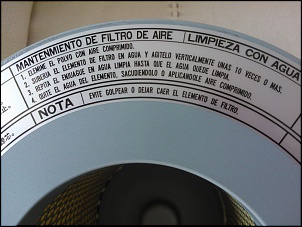 MANTENMIENTO DE FILTRO DE AIRE
LIMPIEZA CON AGUA
1. ELIMINE EL POLVO CON AIRE COMPRIMIDO.
2. SUMERJA EL ELEMENTO DE FILTRO EN AGUA Y AGITELO VERTICALMENTE UNAS 10 VECES O MAS.
3. REPITA EL ENJUAGUE EN AGUA LIMPIA HASTA QUE EL AGUA QUEDE LIMPIA.
4. QUITE EL AGUA DEL ELEMENTO, SACUDIENDOLO O APLICANDOLE AIRE COMPRIMIDO.
NOTA
EVITE GOLPEAR O DEJAR CAER EL ELEMENTO DE FILTRO.